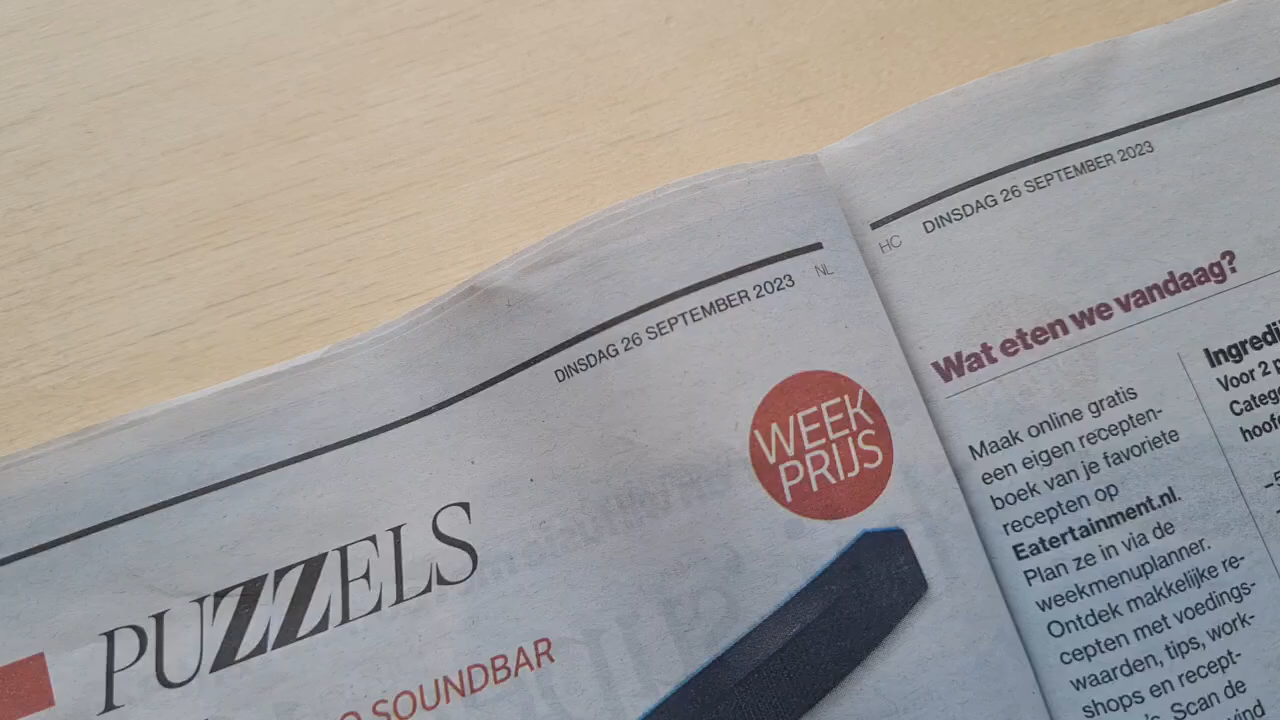 DINSDAG 26 SEPTEMBER 2023 NL
WEEK
PRIJS
PUZZELS
SOUNDBAR
HC DINSDAG 26 SEPTEMBER 2023
Wat eten we vandaag?
Maak online gratis
een eigen recepten-
boek van je favoriete
recepten op
Eatertainment.nl.
Plan ze in via de
weekmenuplanner.
Ontdek makkelijke re-
cepten met voedings-
waarden, tips, work-
shops en recept-
Scan de
Voor 2